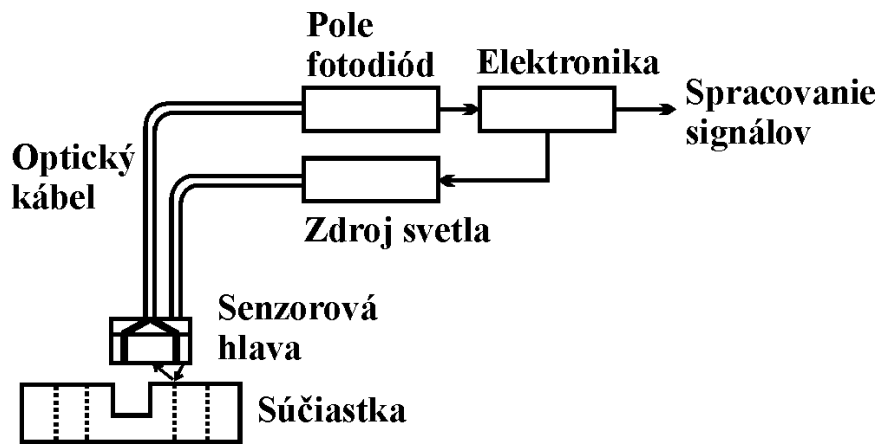 Pole
fotodiód
Elektronika
Spracovanie
signálov
Optický
kábel
Zdroj svetla
Senzorová
hlava
Súčiastka